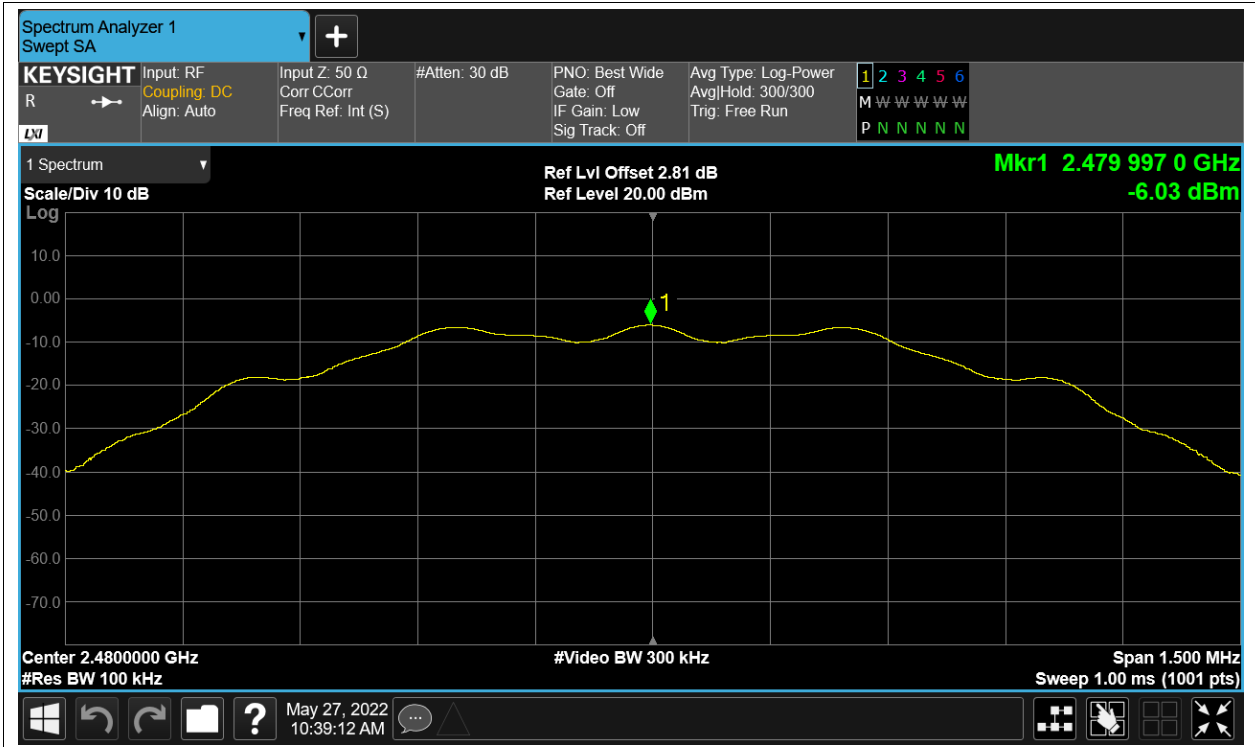 Spectrum Analyzer 1
Swept SA
KEYSIGHT
R
LXI
Input: RF
Coupling: DC
Align: Auto
Input Z: 50 Ω
Corr CCorr
Freq Ref: Int (S)
#Atten: 30 dB
PNO: Best Wide
Gate: Off
IF Gain: Low
Sig Track: Off
Avg Type: Log-Power
Avg|Hold: 300/300
Trig: Free Run
1 2 3 4 5 6
M W W W W W
P N N N N N
1 Spectrum
Scale/Div 10 dB
Ref Lvl Offset 2.81 dB
Ref Level 20.00 dBm
Mkr1 2.479 997 0 GHz
-6.03 dBm
Log
10.0
0.00
-10.0
-20.0
-30.0
-40.0
-50.0
-60.0
-70.0
1
Center 2.4800000 GHz
#Res BW 100 kHz
#Video BW 300 kHz
Span 1.500 MHz
Sweep 1.00 ms (1001 pts)
?
May 27, 2022
10:39:12 AM